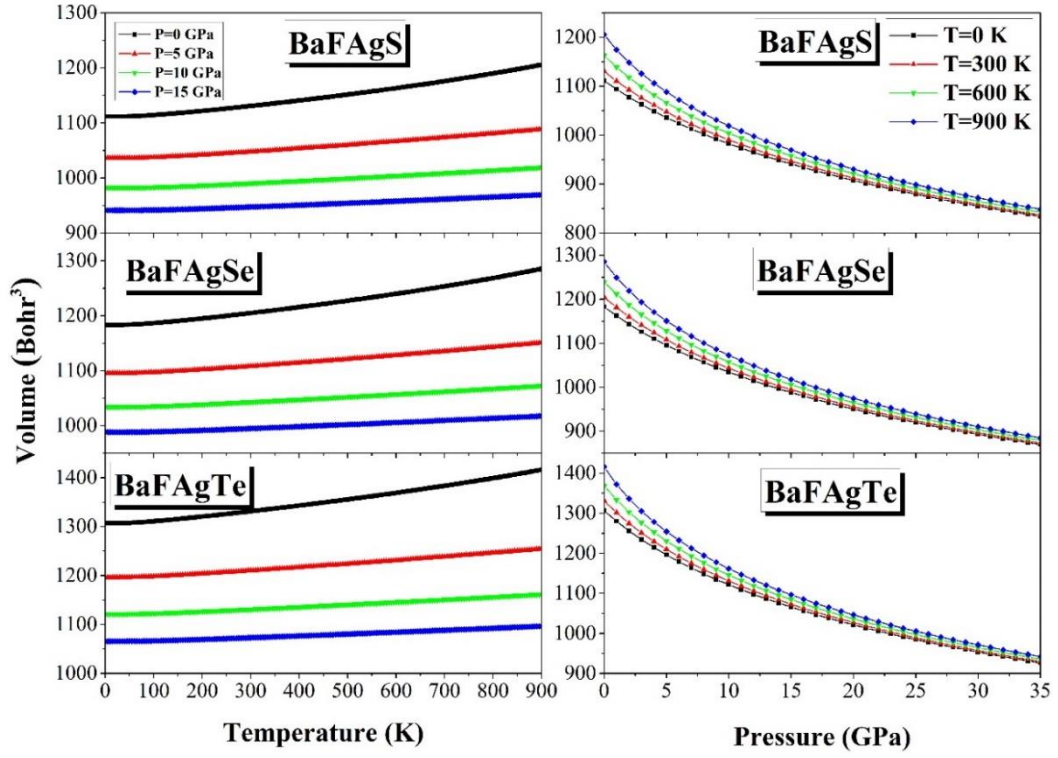 1300
1200
1100
1000
900
P=0 GPa
P=5 GPa
P=10 GPa
P=15 GPa
BaFAgS
1200
1100
1000
900
800
BaFAgS
T=0 K
T=300 K
T=600 K
T=900 K
1300
1200
1100
1000
BaFAgSe
1300
1200
1100
1000
900
BaFAgSe
Volume (Bohr³)
1400
1300
1200
1100
1000
BaFAgTe
1400
1300
1200
1100
1000
900
BaFAgTe
0 100 200 300 400 500 600 700 800 900
Temperature (K)
0 5 10 15 20 25 30 35
Pressure (GPa)